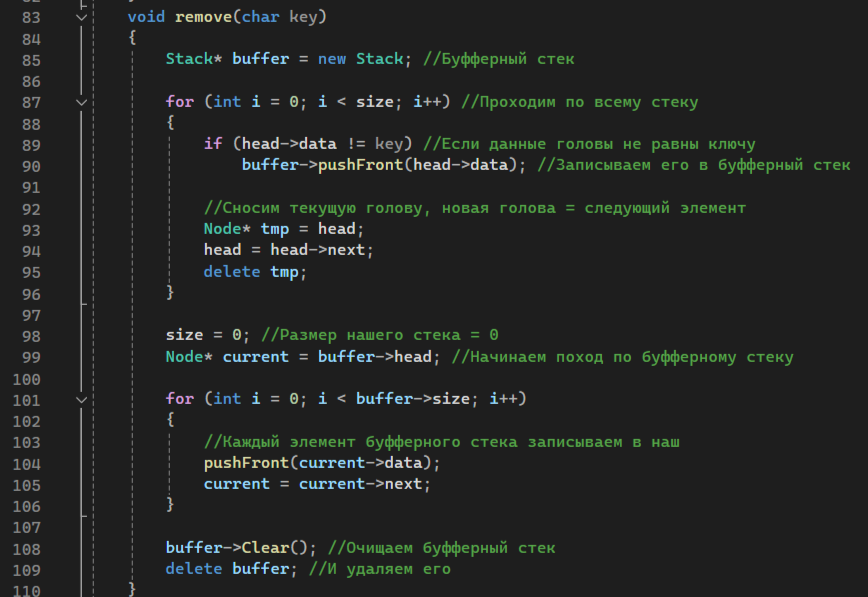 83 void remove(char key)
84 {
85 Stack* buffer = new Stack; //Буфферный стек
86
87 for (int i = 0; i < size; i++) //Проходим по всему стеку
88 {
89 if (head->data != key) //Если данные головы не равны ключу
90 buffer->pushFront(head->data); //Записываем его в буфферный стек
91
92 //Сносим текущую голову, новая голова = следующий элемент
93 Node* tmp = head;
94 head = head->next;
95 delete tmp;
96 }
97
98 size = 0; //Размер нашего стека = 0
99 Node* current = buffer->head; //Начинаем поход по буфферному стеку
100
101 for (int i = 0; i < buffer->size; i++)
102 {
103 //Каждый элемент буфферного стека записываем в наш
104 pushFront(current->data);
105 current = current->next;
106 }
107
108 buffer->Clear(); //Очищаем буфферный стек
109 delete buffer; //И удаляем его
110 }